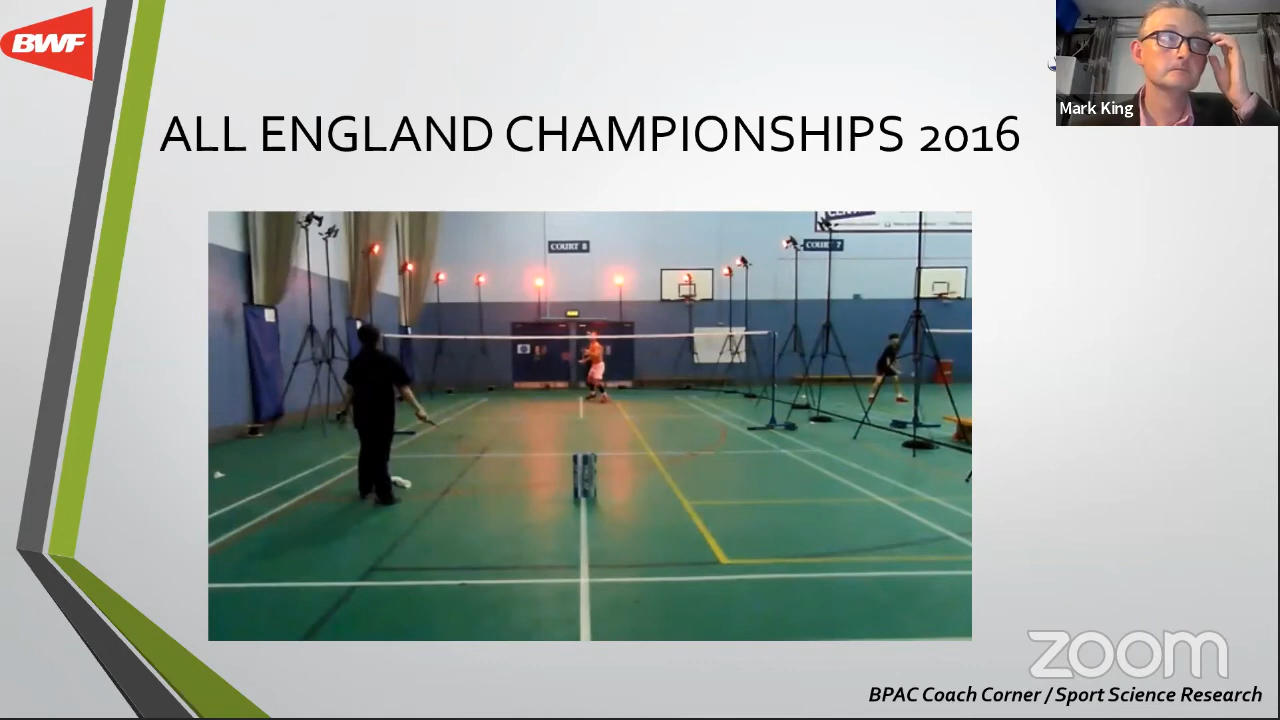 BWF
Mark King
ALL ENGLAND CHAMPIONSHIPS 2016
COURT 8
COURT 7
zoom
BPAC Coach Corner / Sport Science Research